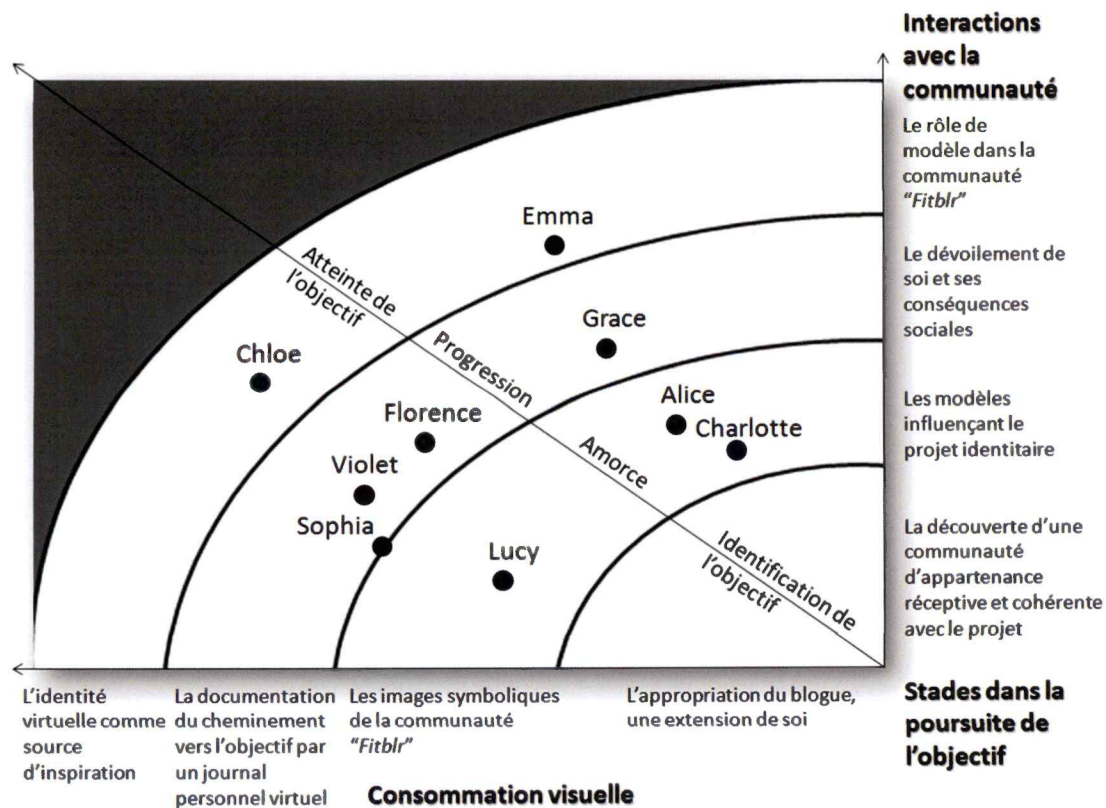 Interactions
avec la
communauté
Le rôle de
modèle dans la
communauté
"Fitblr"
Le dévoilement de
soi et ses
conséquences
sociales
Les modèles
influençant le
projet identitaire
La découverte d'une
communauté
d'appartenance
réceptive et cohérente
avec le projet
Emma
Atteinte de
l'objectif
Grace
Chloe
Progression
Florence
Alice
Charlotte
Violet
Amorce
Sophia
Lucy
Identification de
l'objectif
L'identité
virtuelle comme
source
d'inspiration
La documentation
du cheminement
vers l'objectif par
un journal
personnel virtuel
Les images symboliques
de la communauté
"Fitblr"
L'appropriation du blogue,
une extension de soi
Stades dans la
poursuite de
l'objectif
Consommation visuelle